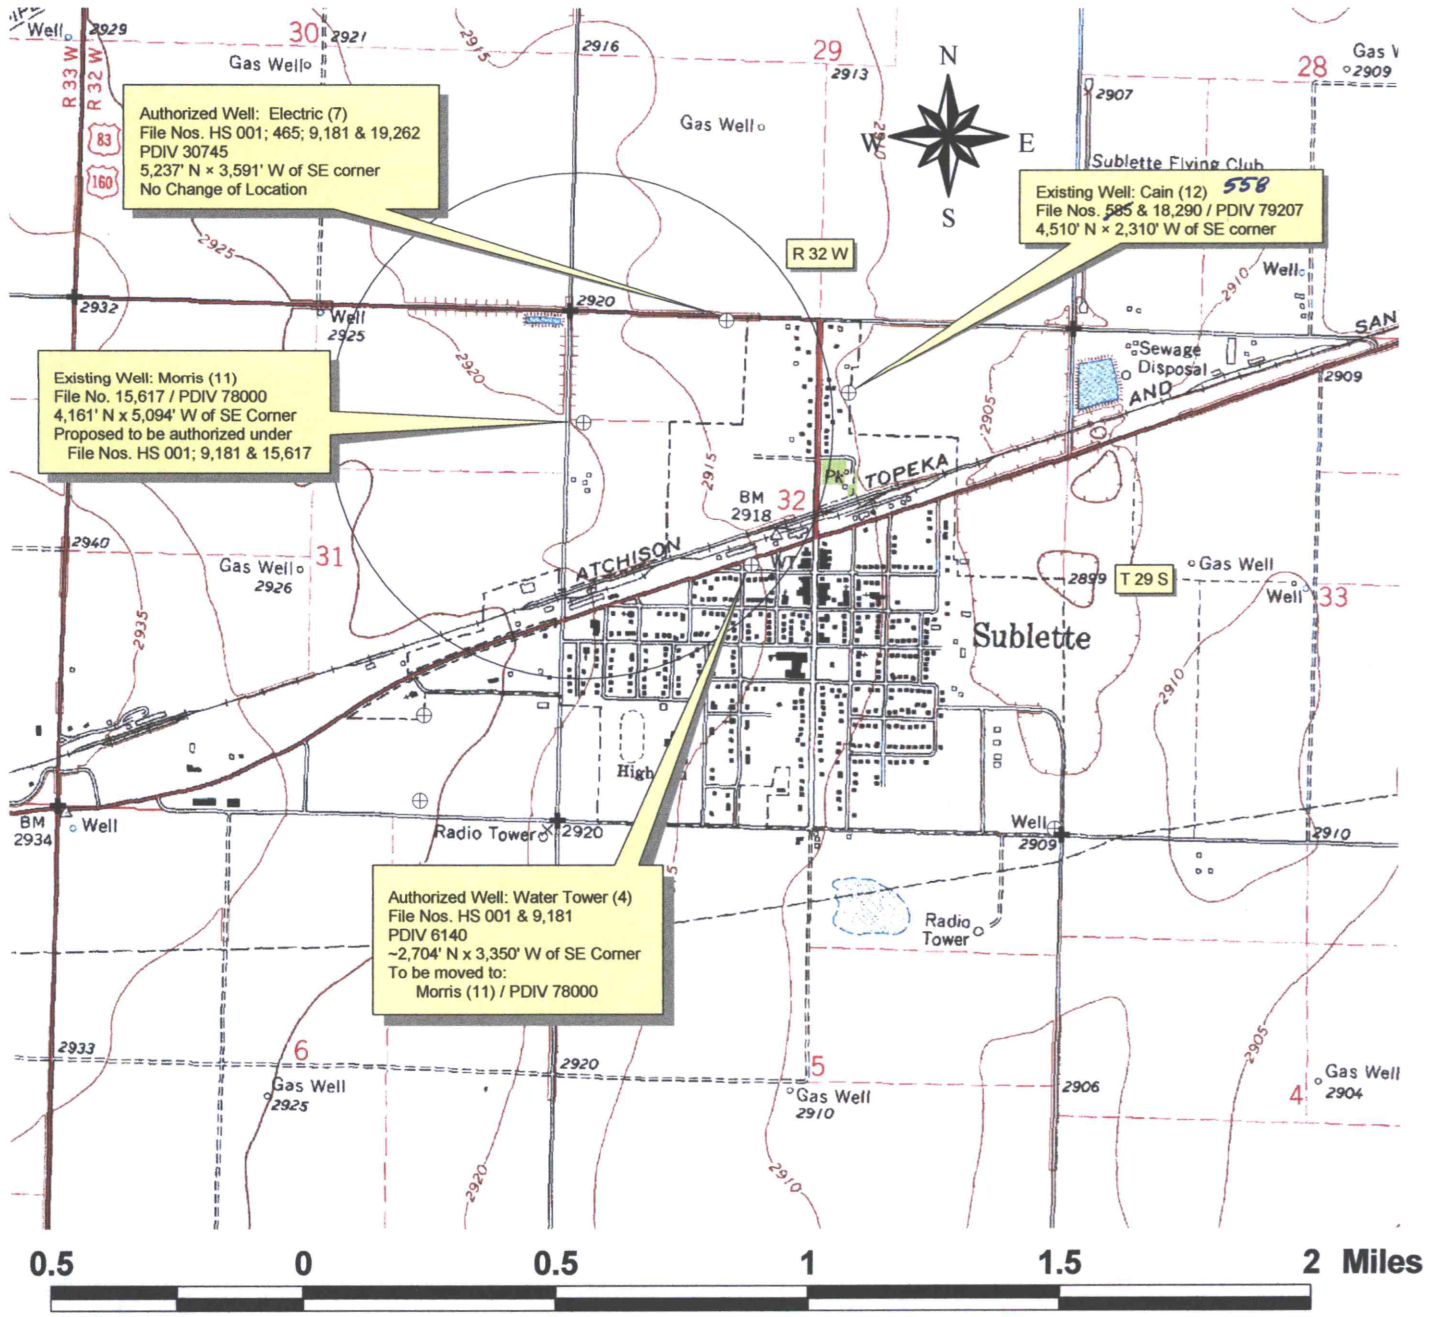 Well
2929
30
2921
2916
29
2913
Gas W
28
2909
R 33 W
R 32 W
Gas Well
2915
N
W
E
S
2907
Gas Well
2910
83
160
Authorized Well: Electric (7)
File Nos. HS 001; 465; 9,181 & 19,262
PDIV 30745
5,237' N × 3,591' W of SE corner
No Change of Location
Sublette Flying Club
Existing Well: Cain (12) 558
File Nos. 585 & 18,290 / PDIV 79207
4,510' N × 2,310' W of SE corner
2925
R 32 W
Well
2910
2932
Well
2925
2920
SAN
Existing Well: Morris (11)
File No. 15,617 / PDIV 78000
4,161' N x 5,094' W of SE Corner
Proposed to be authorized under
File Nos. HS 001; 9,181 & 15,617
2920
Sewage
Disposal
2909
AND
2905
2915
Pk
TOPEKA
BM
2918
32
2940
31
ATCHISON
Gas Well
2926
WT
2899
T 29 S
Gas Well
Well
33
2935
Sublette
2910
High
BM
2934
Well
Radio Tower
2920
Well
2909
2910
Authorized Well: Water Tower (4)
File Nos. HS 001 & 9,181
PDIV 6140
~2,704' N x 3,350' W of SE Corner
To be moved to:
Morris (11) / PDIV 78000
5
Radio
Tower
2933
6
2920
5
2905
Gas Well
2925
Gas Well
2910
2906
4
Gas Well
2904
2920
2910
0.5 0 0.5 1 1.5 2 Miles